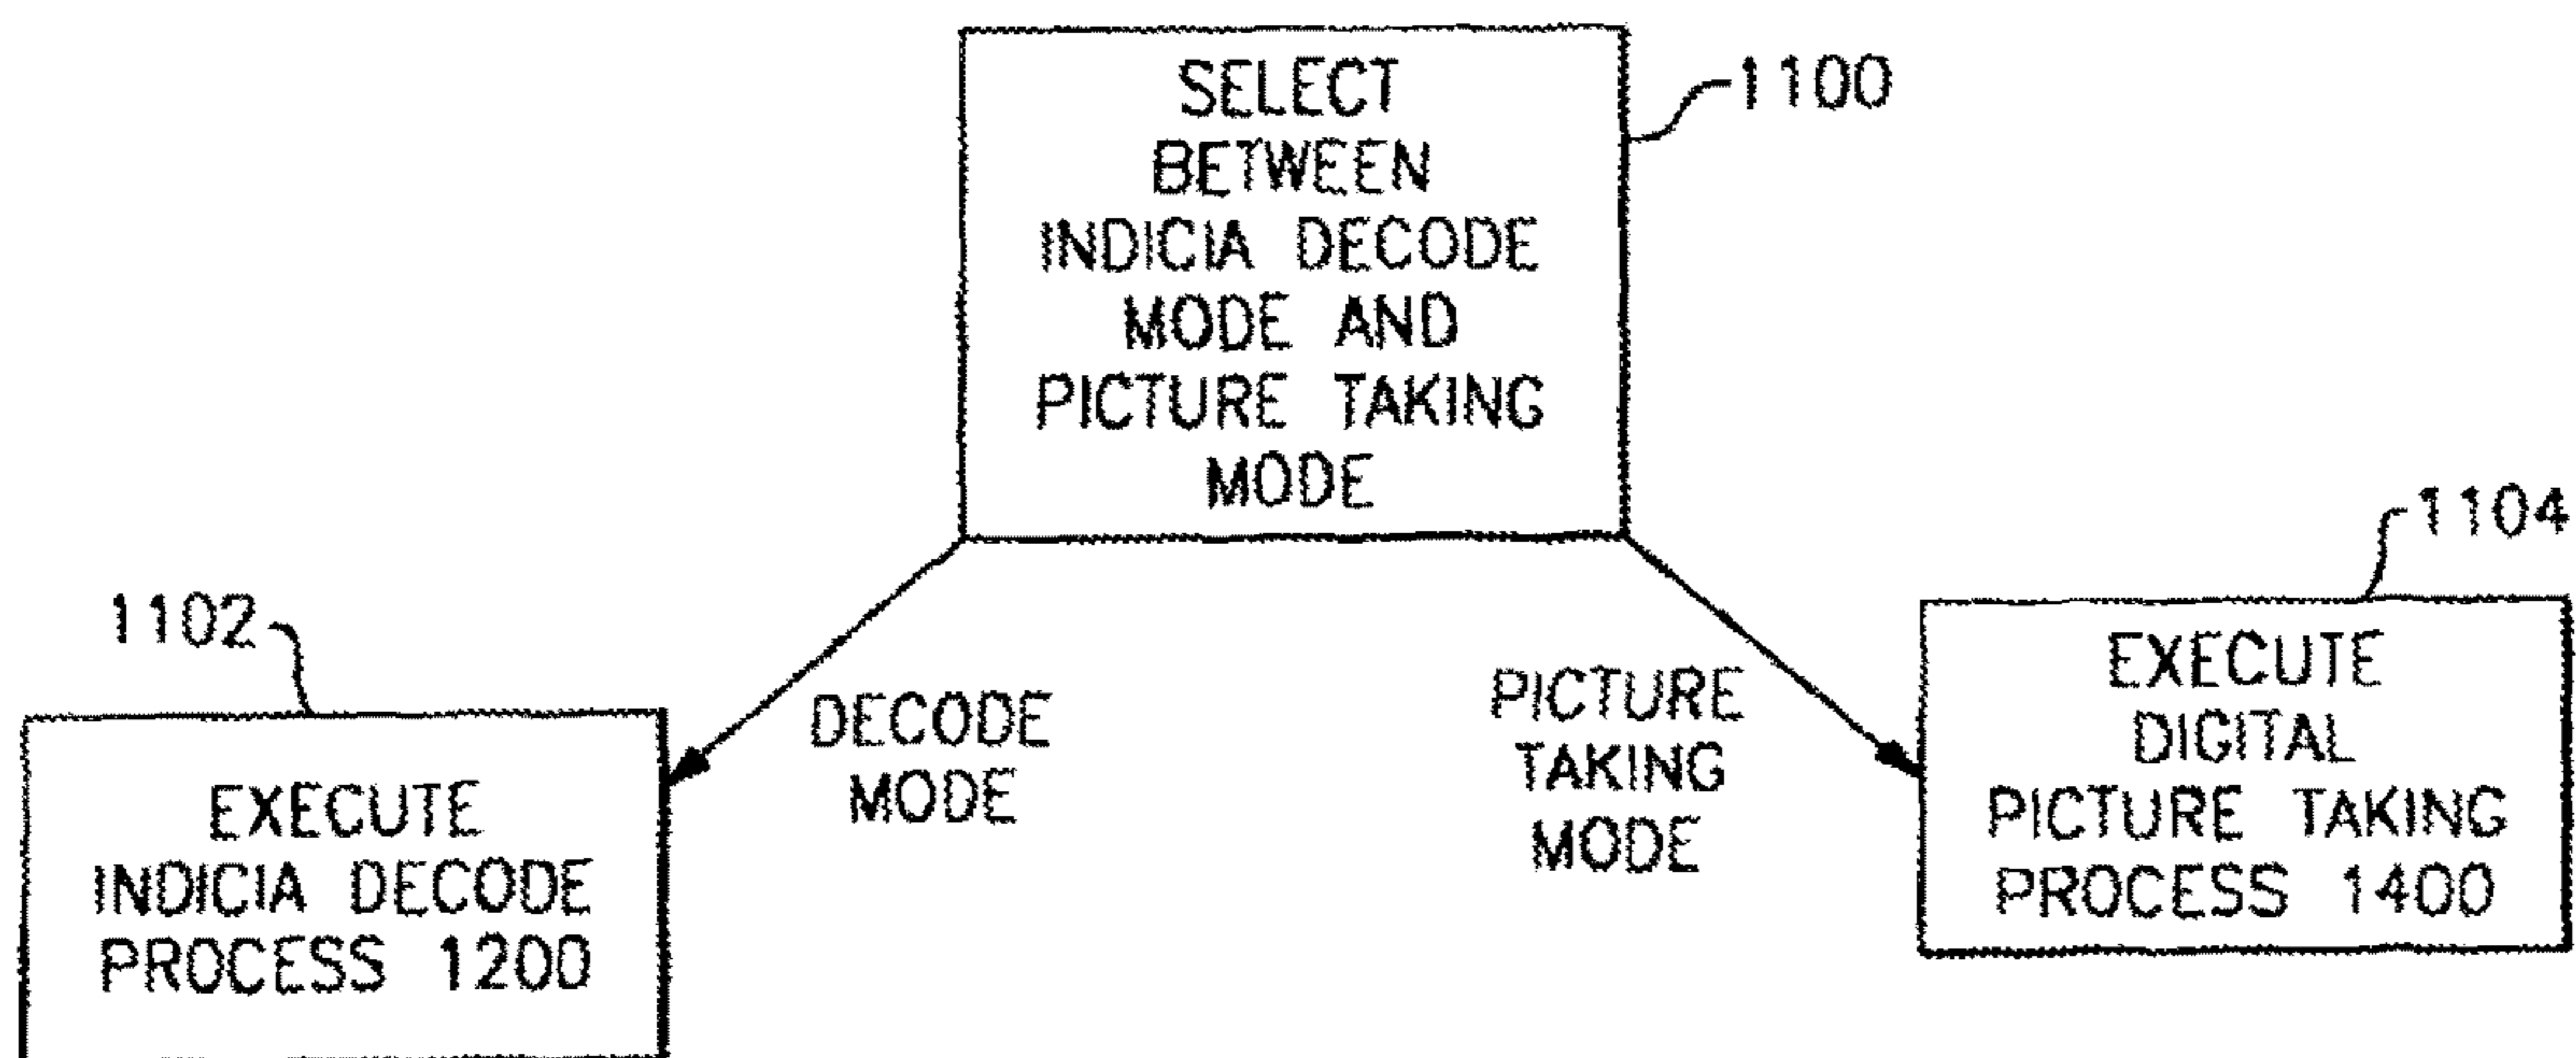 SELECT
BETWEEN
INDICIA DECODE
MODE AND
PICTURE TAKING
MODE
1100
1102
EXECUTE
INDICIA DECODE
PROCESS 1200
DECODE
MODE
PICTURE
TAKING
MODE
1104
EXECUTE
DIGITAL
PICTURE TAKING
PROCESS 1400